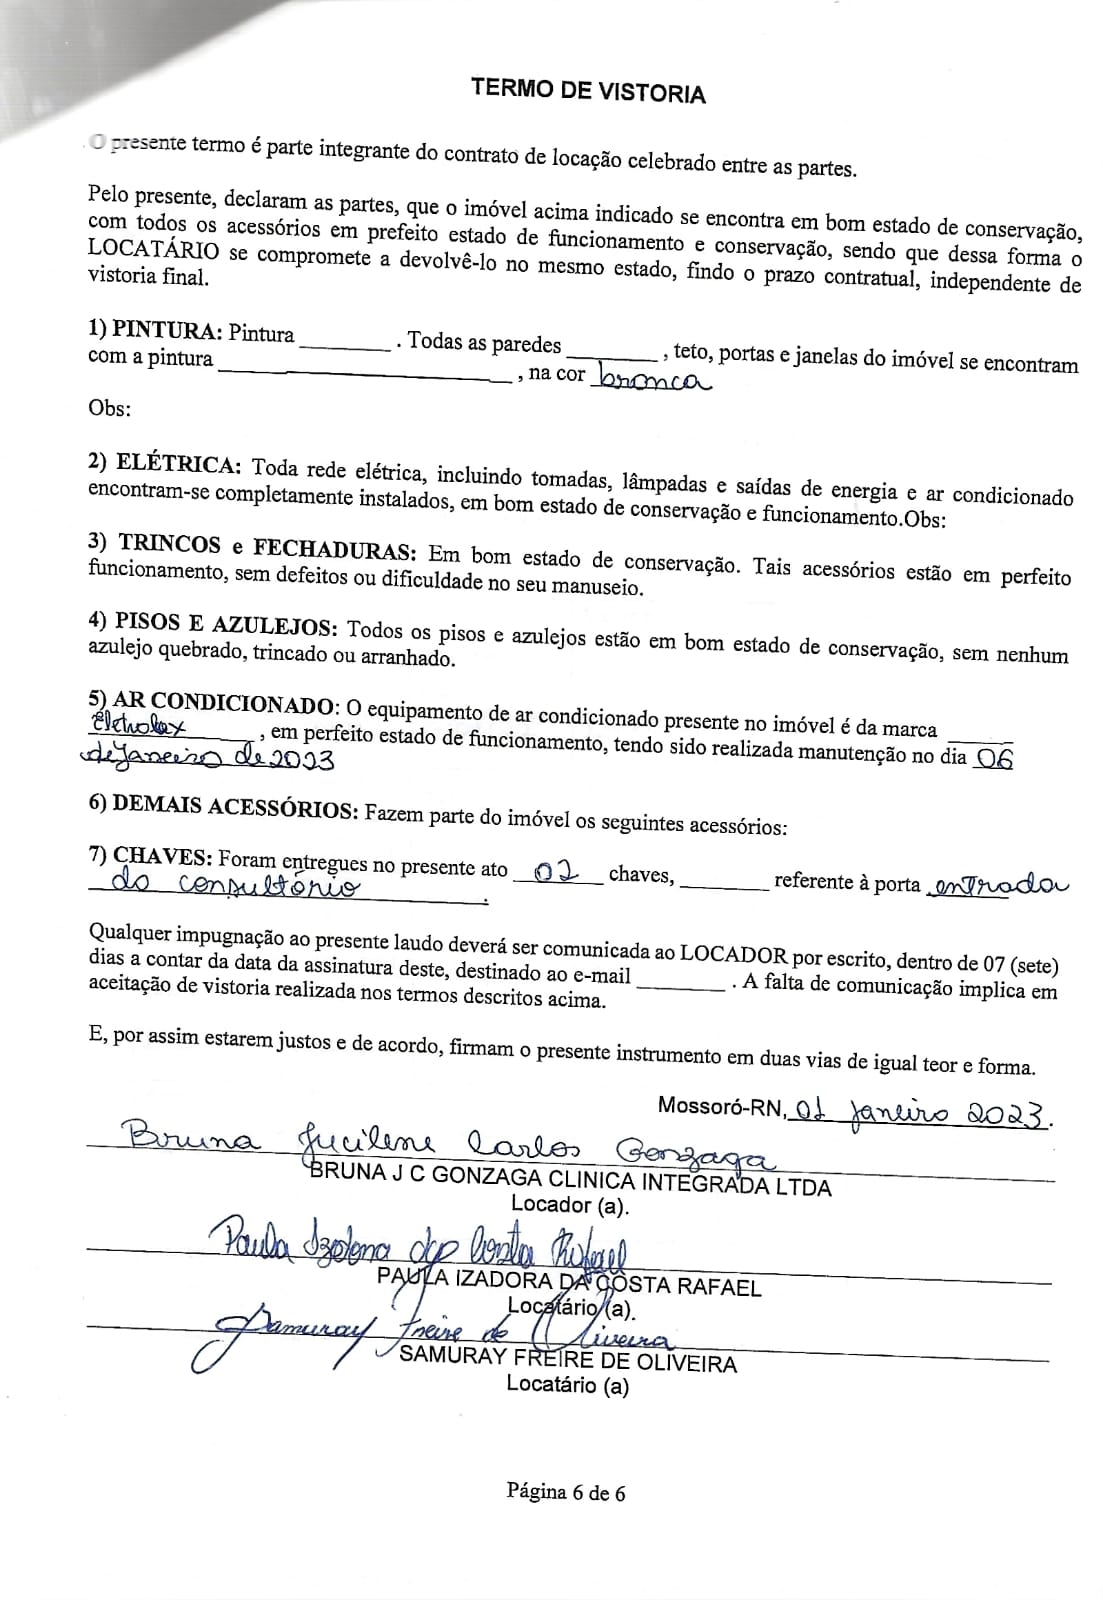 TERMO DE VISTORIA
O presente termo é parte integrante do contrato de locação celebrado entre as partes.
Pelo presente, declaram as partes, que o imóvel acima indicado se encontra em bom estado de conservação,
com todos os acessórios em prefeito estado de funcionamento e conservação, sendo que dessa forma o
LOCATÁRIO se compromete a devolvê-lo no mesmo estado, findo o prazo contratual, independente de
vistoria final.
1) PINTURA: Pintura ________ . Todas as paredes ________ , teto, portas e janelas do imóvel se encontram
com a pintura __________________________ , na cor branca
Obs:
2) ELÉTRICA: Toda rede elétrica, incluindo tomadas, lâmpadas e saídas de energia e ar condicionado
encontram-se completamente instalados, em bom estado de conservação e funcionamento.Obs:
3) TRINCOS e FECHADURAS: Em bom estado de conservação. Tais acessórios estão em perfeito
funcionamento, sem defeitos ou dificuldade no seu manuseio.
4) PISOS E AZULEJOS: Todos os pisos e azulejos estão em bom estado de conservação, sem nenhum
azulejo quebrado, trincado ou arranhado.
5) AR CONDICIONADO: O equipamento de ar condicionado presente no imóvel é da marca ______
Eletrolex , em perfeito estado de funcionamento, tendo sido realizada manutenção no dia 06
de Janeiro de 2023
6) DEMAIS ACESSÓRIOS: Fazem parte do imóvel os seguintes acessórios:
7) CHAVES: Foram entregues no presente ato 02 chaves, ________ referente à porta entrada
do consultório .
Qualquer impugnação ao presente laudo deverá ser comunicada ao LOCADOR por escrito, dentro de 07 (sete)
dias a contar da data da assinatura deste, destinado ao e-mail ________ . A falta de comunicação implica em
aceitação de vistoria realizada nos termos descritos acima.
E, por assim estarem justos e de acordo, firmam o presente instrumento em duas vias de igual teor e forma.
Mossoró-RN, 01 janeiro 2023.
Bruna Jucilene Carlos Gonzaga
BRUNA J C GONZAGA CLINICA INTEGRADA LTDA
Locador (a).
Paula Izadora da Costa Rafael
PAULA IZADORA DA COSTA RAFAEL
Locatário (a).
Samuray Freire de Oliveira
SAMURAY FREIRE DE OLIVEIRA
Locatário (a)
Página 6 de 6